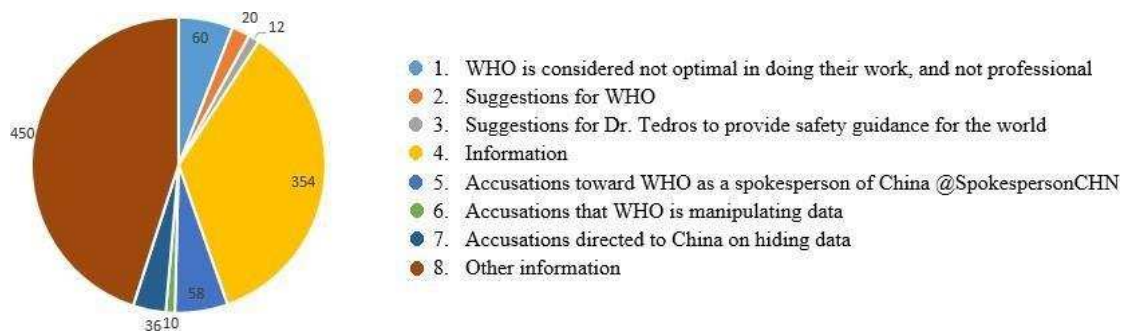 20
12
60
450
354
58
36
10
1. WHO is considered not optimal in doing their work, and not professional
2. Suggestions for WHO
3. Suggestions for Dr. Tedros to provide safety guidance for the world
4. Information
5. Accusations toward WHO as a spokesperson of China @SpokespersonCHN
6. Accusations that WHO is manipulating data
7. Accusations directed to China on hiding data
8. Other information